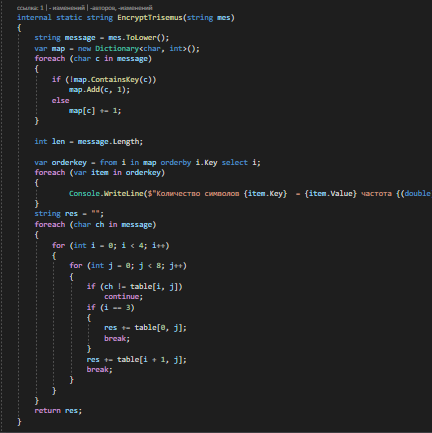 ссылка: 1 | - изменений | -авторов, -изменений
internal static string EncryptTrisemus(string mes)
{
string message = mes.ToLower();
var map = new Dictionary<char, int>();
foreach (char c in message)
{
if (!map.ContainsKey(c))
map.Add(c, 1);
else
map[c] += 1;
}
int len = message.Length;
var orderkey = from i in map orderby i.Key select i;
foreach (var item in orderkey)
{
Console.WriteLine($"Количество символов {item.Key}  = {item.Value} частота {(double
}
string res = "";
foreach (char ch in message)
{
for (int i = 0; i < 4; i++)
{
for (int j = 0; j < 8; j++)
{
if (ch != table[i, j])
continue;
if (i == 3)
{
res += table[0, j];
break;
}
res += table[i + 1, j];
break;
}
}
}
return res;
}